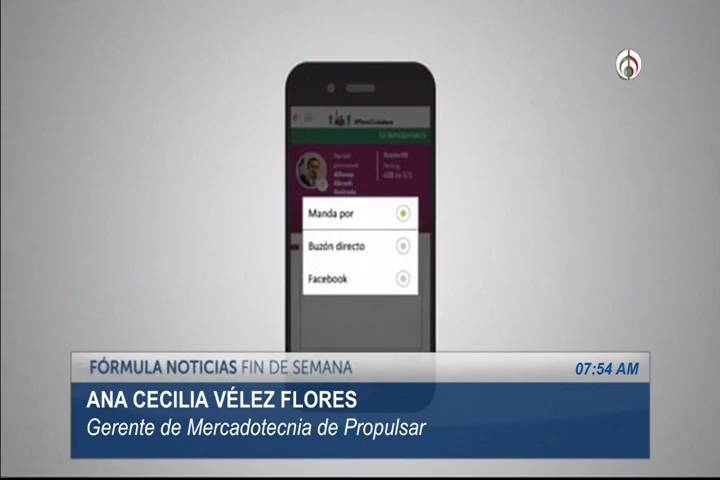 Manda por
Buzón directo
Facebook
FÓRMULA NOTICIAS FIN DE SEMANA
07:54 AM
ANA CECILIA VÉLEZ FLORES
Gerente de Mercadotecnia de Propulsar